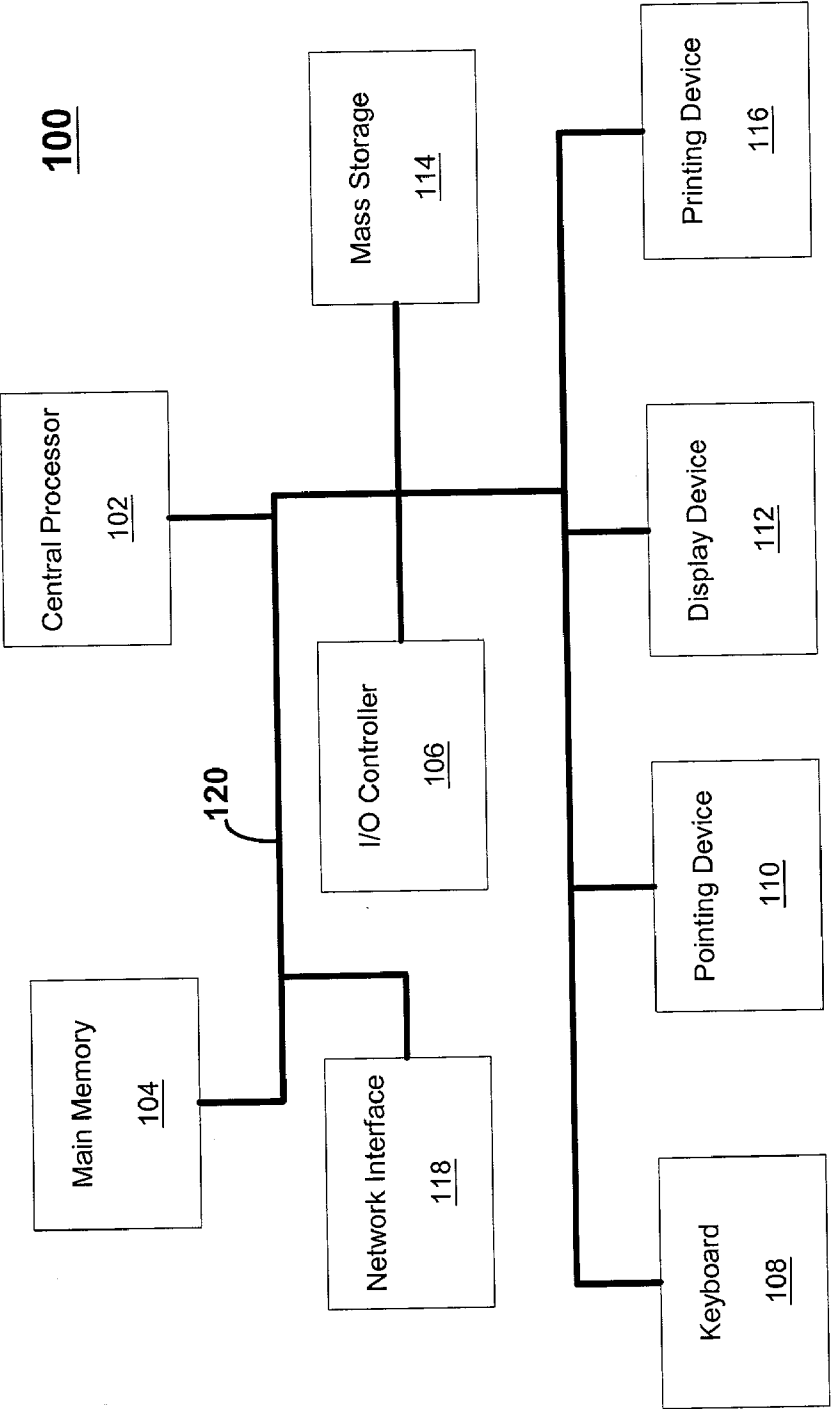 100
Main Memory
104
Central Processor
102
120
Network Interface
118
I/O Controller
106
Mass Storage
114
Keyboard
108
Pointing Device
110
Display Device
112
Printing Device
116